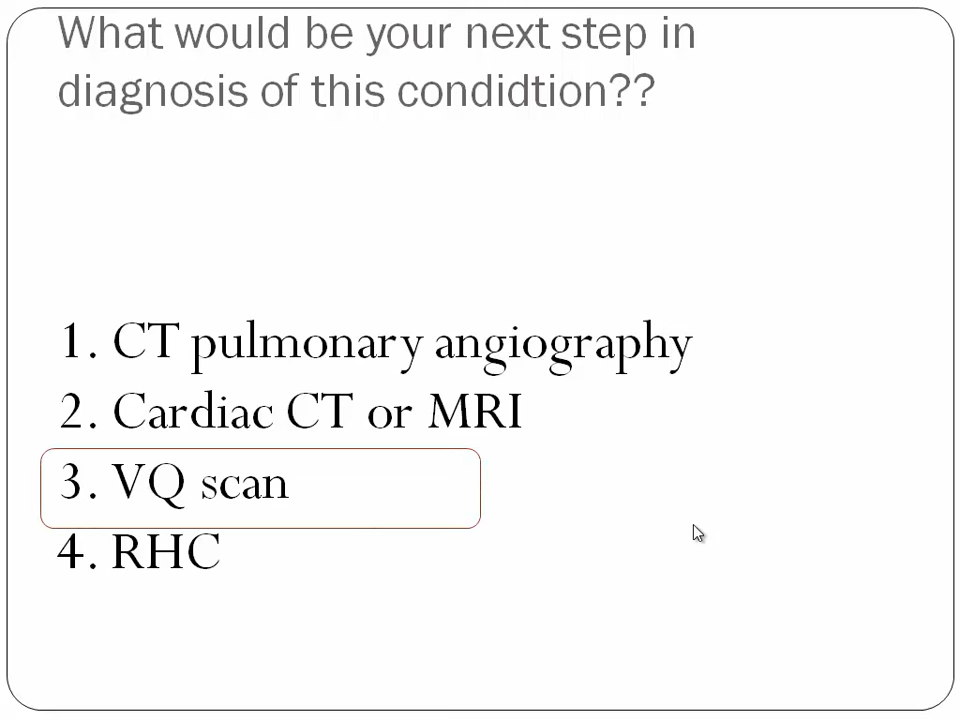 What would be your next step in
diagnosis of this condidtion??
1. CT pulmonary angiography
2. Cardiac CT or MRI
3. VQ scan
4. RHC